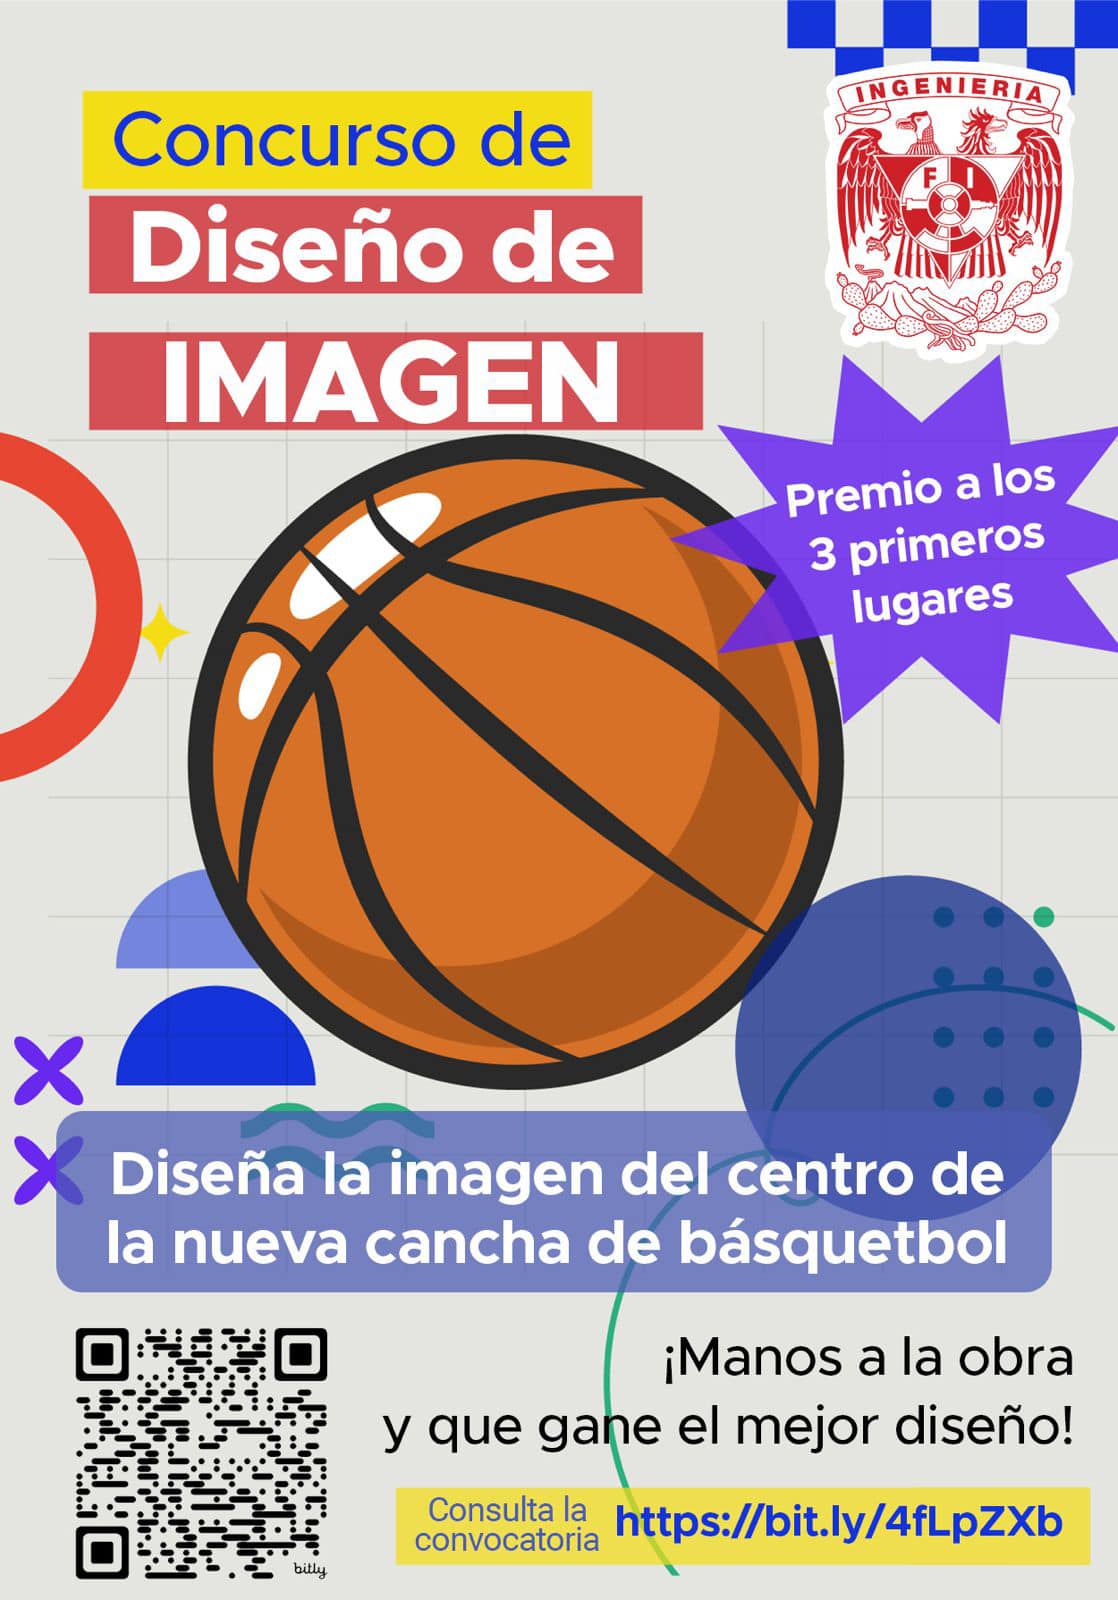 INGENIERIA
F I
Concurso de
Diseño de
IMAGEN
Premio a los
3 primeros
lugares
Diseña la imagen del centro de
la nueva cancha de básquetbol
¡Manos a la obra
y que gane el mejor diseño!
Consulta la
convocatoria
https://bit.ly/4fLpZXb
bitly